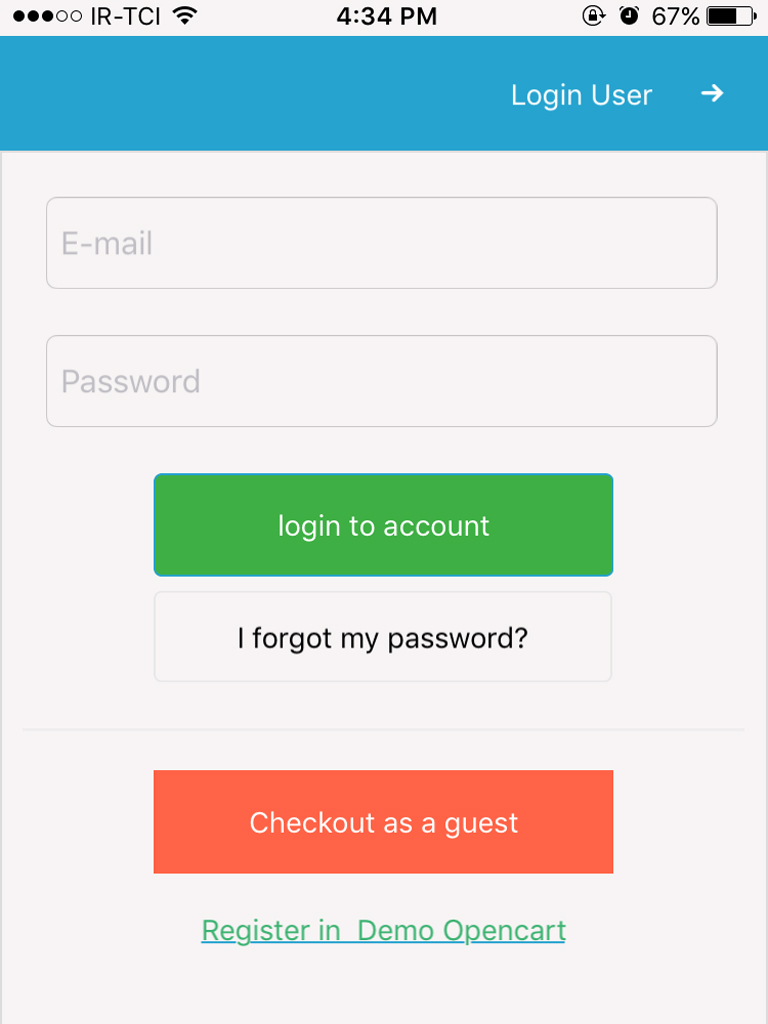 IR-TCI 4:34 PM 67%
Login User
E-mail
Password
login to account
I forgot my password?
Checkout as a guest
Register in  Demo Opencart